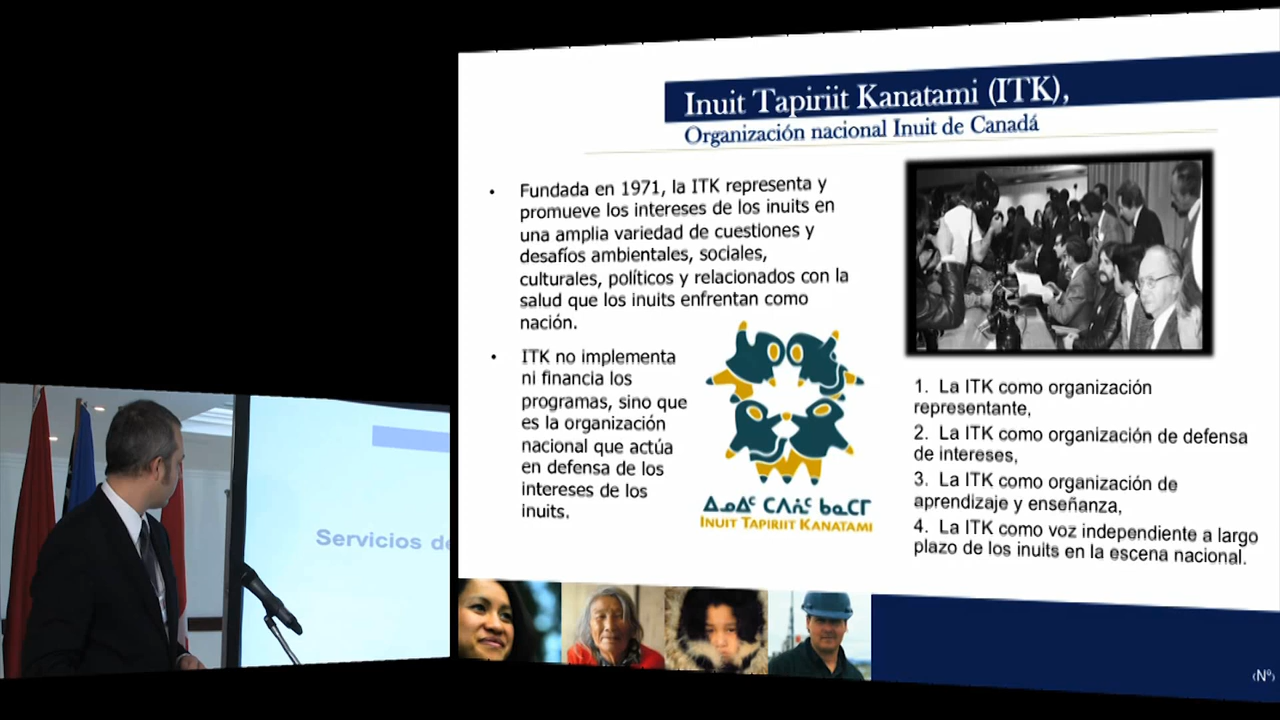 Inuit Tapiriit Kanatami (ITK),
Organización nacional Inuit de Canadá
• Fundada en 1971, la ITK representa y
promueve los intereses de los inuits en
una amplia variedad de cuestiones y
desafíos ambientales, sociales,
culturales, políticos y relacionados con la
salud que los inuits enfrentan como
nación.
• ITK no implementa
ni financia los
programas, sino que
es la organización
nacional que actúa
en defensa de los
intereses de los
inuits.
ᐃᓄᐃᑦ ᑕᐱᕇᑦ ᑲᓇᑕᒥ
INUIT TAPIRIIT KANATAMI
1. La ITK como organización
representante,
2. La ITK como organización de defensa
de intereses,
3. La ITK como organización de
aprendizaje y enseñanza,
4. La ITK como voz independiente a largo
plazo de los inuits en la escena nacional.
Servicios de
‹Nº›